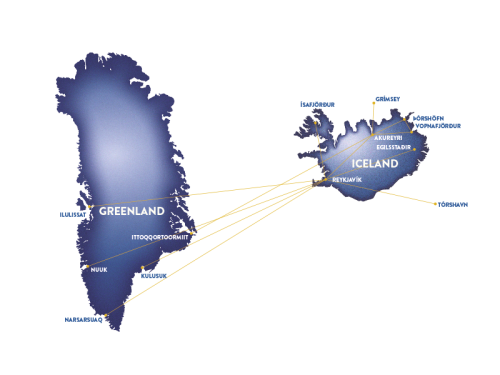 ÍSAFJÖRÐUR
GRÍMSEY
ÞÓRSHÖFN
VOPNAFJÖRÐUR
AKUREYRI
EGILSSTAÐIR
ICELAND
REYKJAVÍK
TÓRSHAVN
GREENLAND
ILULISSAT
ITTOQQORTOORMIIT
NUUK
KULUSUK
NARSARSUAQ